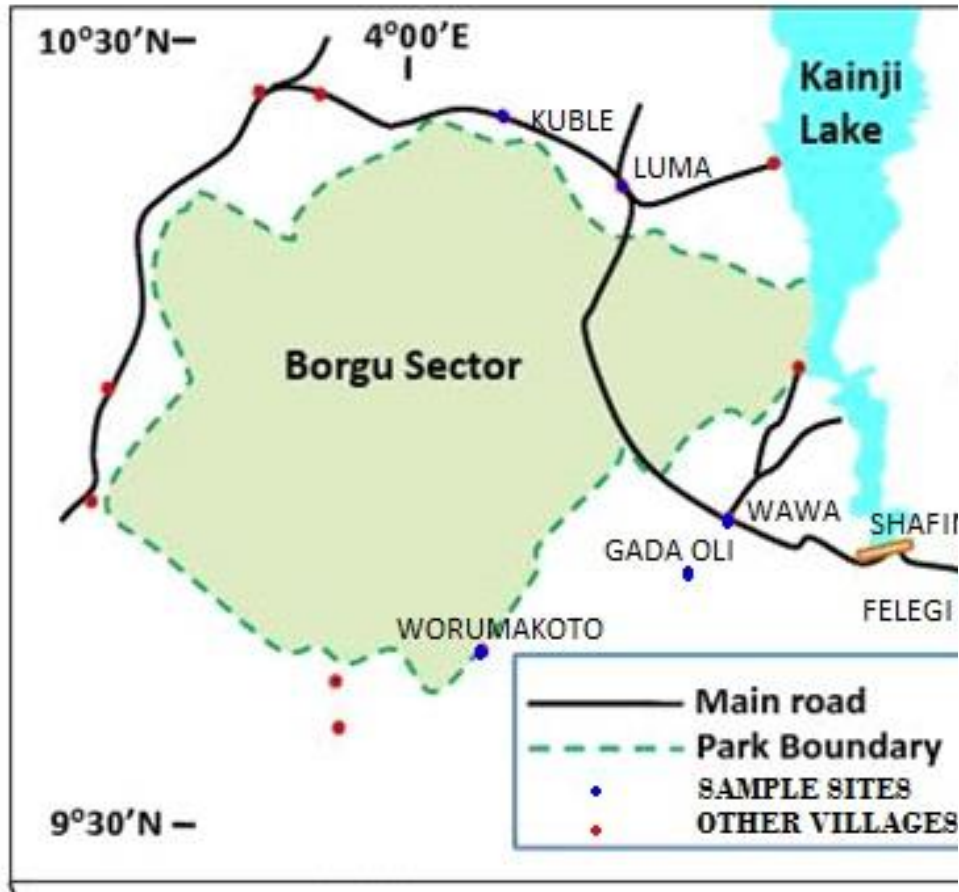 10°30'N
4°00'E
Kainji
Lake
KUBLE
LUMA
Borgu Sector
WAWA
SHAFIN
GADA OLI
FELEGI
WORUMAKOTO
Main road
Park Boundary
SAMPLE SITES
OTHER VILLAGES
9°30'N